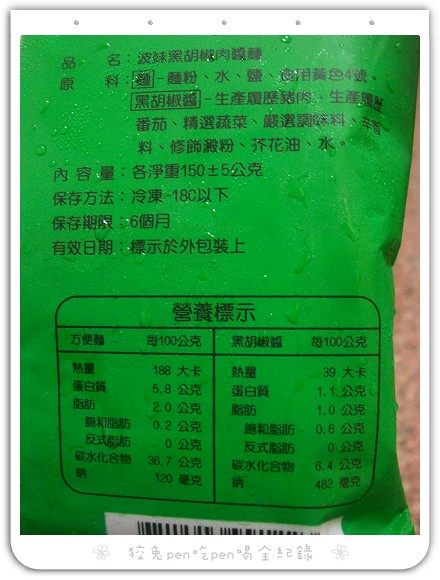 品　　名：波妹黑胡椒肉醬麵
原　　料：麵-麵粉、水、鹽、食用黃色4號。
黑胡椒醬-生產履歷豬肉、生產履歷
番茄、精選蔬菜、嚴選調味料、辛香
料、修飾澱粉、芥花油、水。
內 容 量：各淨重150±5公克
保存方法：冷凍-18C以下
保存期限：6個月
有效日期：標示於外包裝上
營養標示
方便麵 每100公克 黑胡椒醬 每100公克
熱量 188 大卡 熱量 39 大卡
蛋白質 5.8 公克 蛋白質 1.1 公克
脂肪 2.0 公克 脂肪 1.0 公克
飽和脂肪 0.2 公克 飽和脂肪 0.6 公克
反式脂肪 0 公克 反式脂肪 0 公克
碳水化合物 36.7 公克 碳水化合物 6.4 公克
鈉 120 毫克 鈉 482 毫克
狡兔pen吃pen喝全紀錄